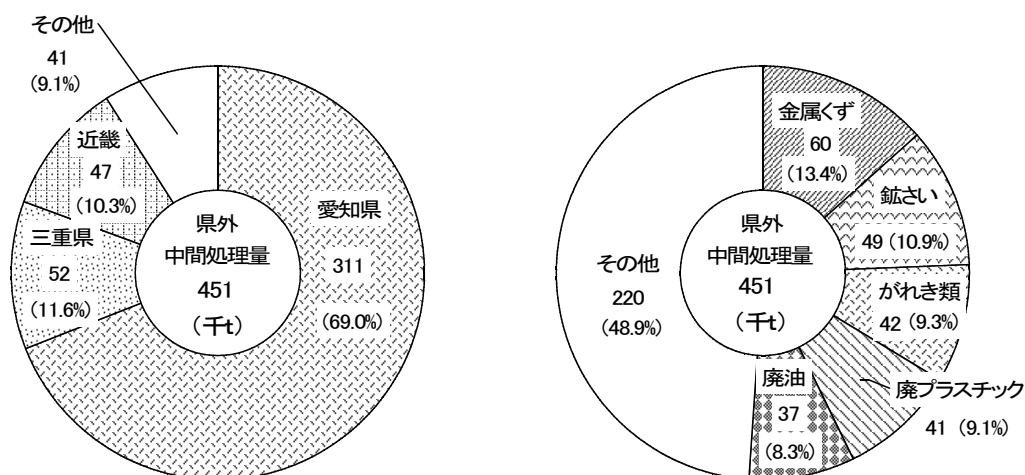 その他
41
(9.1%)
近畿
47
(10.3%)
三重県
52
(11.6%)
県外
中間処理量
451
(千t)
愛知県
311
(69.0%)
金属くず
60
(13.4%)
鉱さい
49 (10.9%)
がれき類
42 (9.3%)
廃プラスチック
41 (9.1%)
廃油
37
(8.3%)
その他
220
(48.9%)
県外
中間処理量
451
(千t)